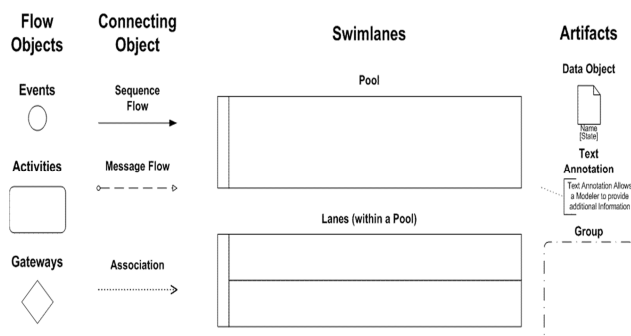 Flow
Objects
Connecting
Object
Swimlanes
Artifacts
Events
Sequence
Flow
Pool
Data Object
Name
[State]
Activities
Message Flow
Text
Annotation
Text Annotation Allows
a Modeler to provide
additional Information
Lanes (within a Pool)
Group
Gateways
Association